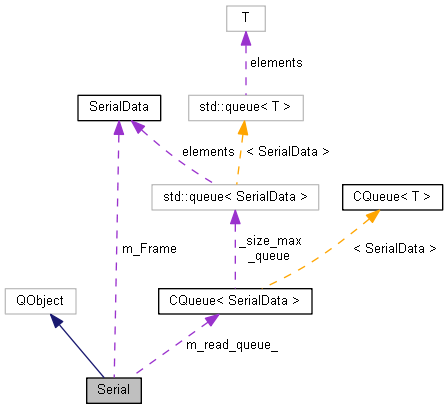 T
elements
SerialData
std::queue< T >
elements
< SerialData >
std::queue< SerialData >
CQueue< T >
m_Frame
_size_max
_queue
< SerialData >
QObject
CQueue< SerialData >
m_read_queue_
Serial